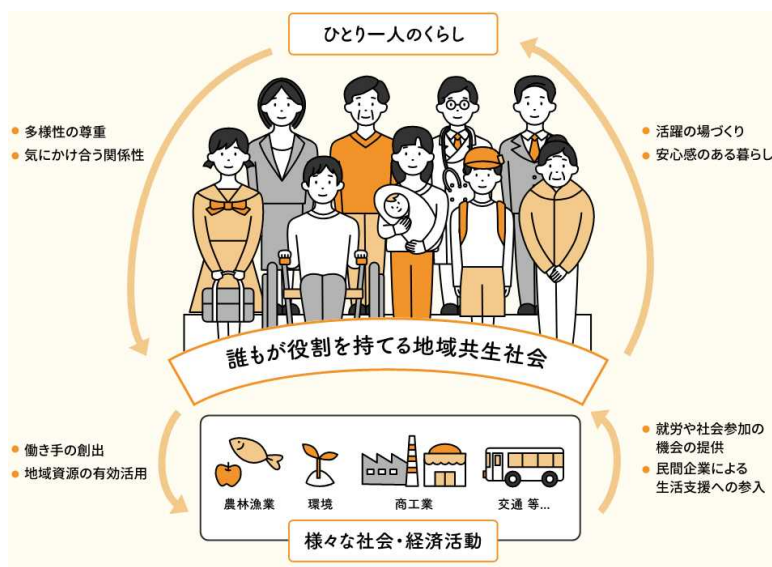 ひとり一人のくらし
● 多様性の尊重
● 気にかけ合う関係性
● 活躍の場づくり
● 安心感のある暮らし
誰もが役割を持てる地域共生社会
● 働き手の創出
● 地域資源の有効活用
● 就労や社会参加の
機会の提供
● 民間企業による
生活支援への参入
農林漁業
環境
商工業
交通 等...
様々な社会・経済活動